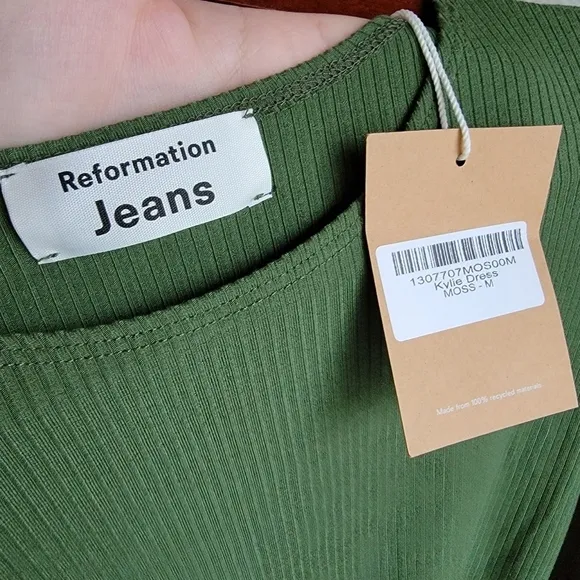 Reformation
Jeans
1307707MOS00M
Kylie Dress
MOSS - M
Made from 100% recycled materials